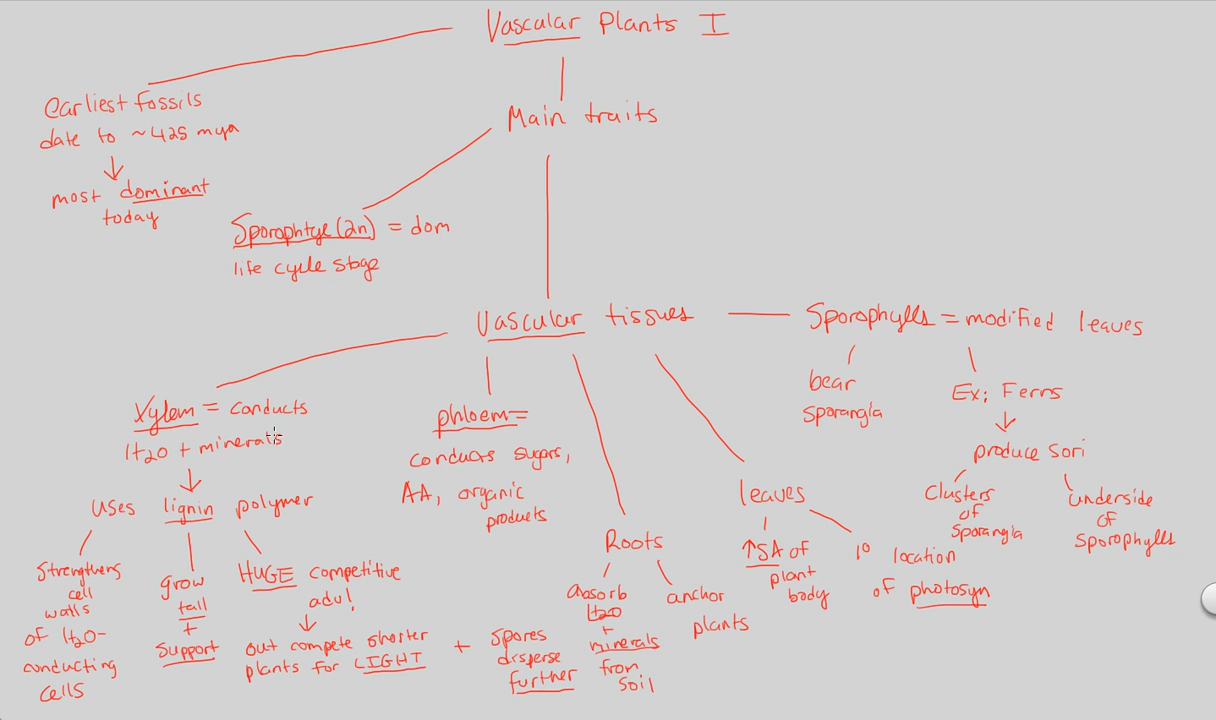 Vascular Plants I
earliest fossils
date to ~425 mya
↓
most dominant
today
Main traits
Sporophtye (2n) = dom
life cycle stage
Vascular tissues
Xylem = conducts
H2O + minerals
↓
uses lignin polymer
Strengthens
cell
walls
of H2O-
conducting
cells
grow
tall
+
support
HUGE competitive
adv!
↓
out compete shorter
plants for LIGHT
+
spores
disperse
further
phloem=
conducts sugars,
AA, organic
products
Roots
absorb
H2O
+
minerals
from
soil
anchor
plants
leaves
↑SA of
plant
body
1° location
of photosyn
Sporophylls = modified leaves
bear
sporangia
Ex: Ferns
↓
produce sori
Clusters
of
sporangia
underside
of
sporophylls